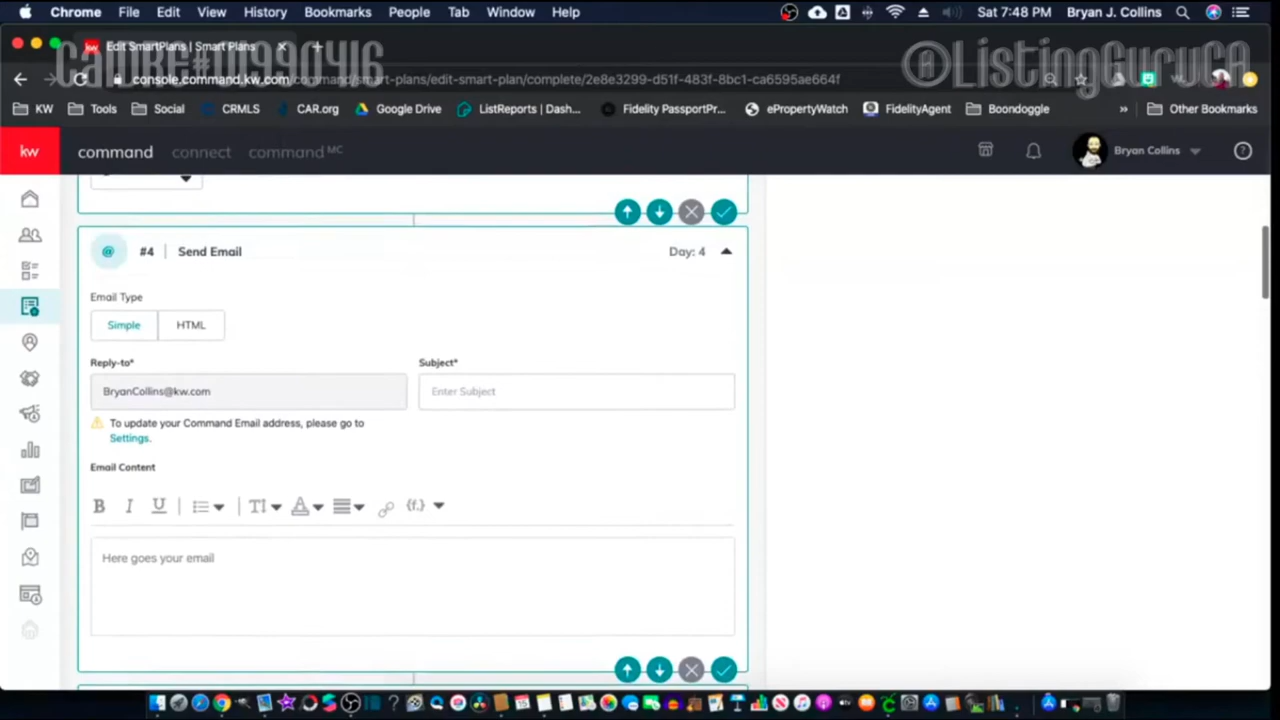 Chrome File Edit View History Bookmarks People Tab Window Help Sat 7:48 PM Bryan J. Collins
Edit SmartPlans | Smart Plans
CalDRE#01990416
@ListingGuruCA
console.command.kw.com/command/smart-plans/edit-smart-plan/complete/2e8e3299-d51f-483f-8bc1-ca6595ae664f
KW Tools Social CRMLS CAR.org Google Drive ListReports | Dash... Fidelity PassportPr... ePropertyWatch FidelityAgent Boondoggle » Other Bookmarks
kw command connect command MC Bryan Collins
#4 Send Email Day: 4
Email Type
Simple HTML
Reply-to* Subject*
BryanCollins@kw.com Enter Subject
To update your Command Email address, please go to
Settings.
Email Content
B I U TI A {f.}
Here goes your email